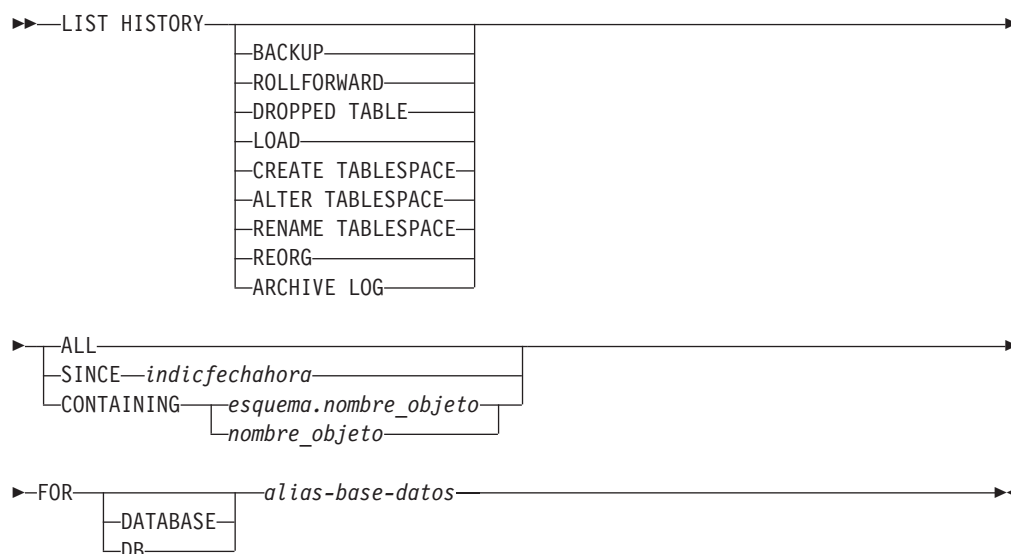 LIST HISTORY
BACKUP
ROLLFORWARD
DROPPED TABLE
LOAD
CREATE TABLESPACE
ALTER TABLESPACE
RENAME TABLESPACE
REORG
ARCHIVE LOG
ALL
SINCE indicfechahora
CONTAINING esquema.nombre_objeto
nombre_objeto
FOR alias-base-datos
DATABASE
DB